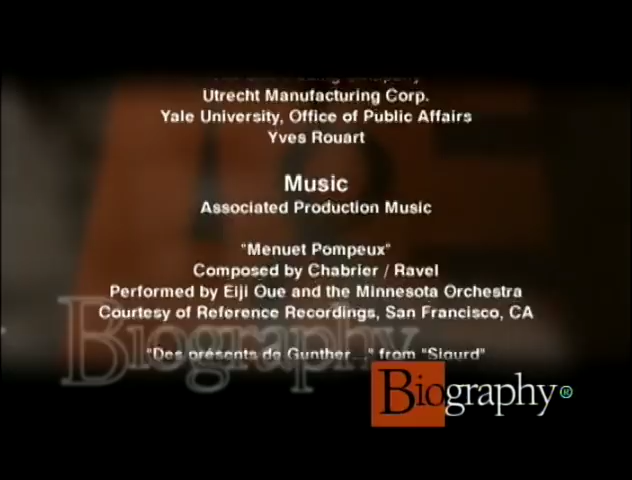 Utrecht Manufacturing Corp.
Yale University, Office of Public Affairs
Yves Rouart
Music
Associated Production Music
"Menuet Pompeux"
Composed by Chabrier / Ravel
Performed by Eiji Oue and the Minnesota Orchestra
Courtesy of Reference Recordings, San Francisco, CA
"Des présents de Gunther..." from "Sigurd"
Biography
Biography®